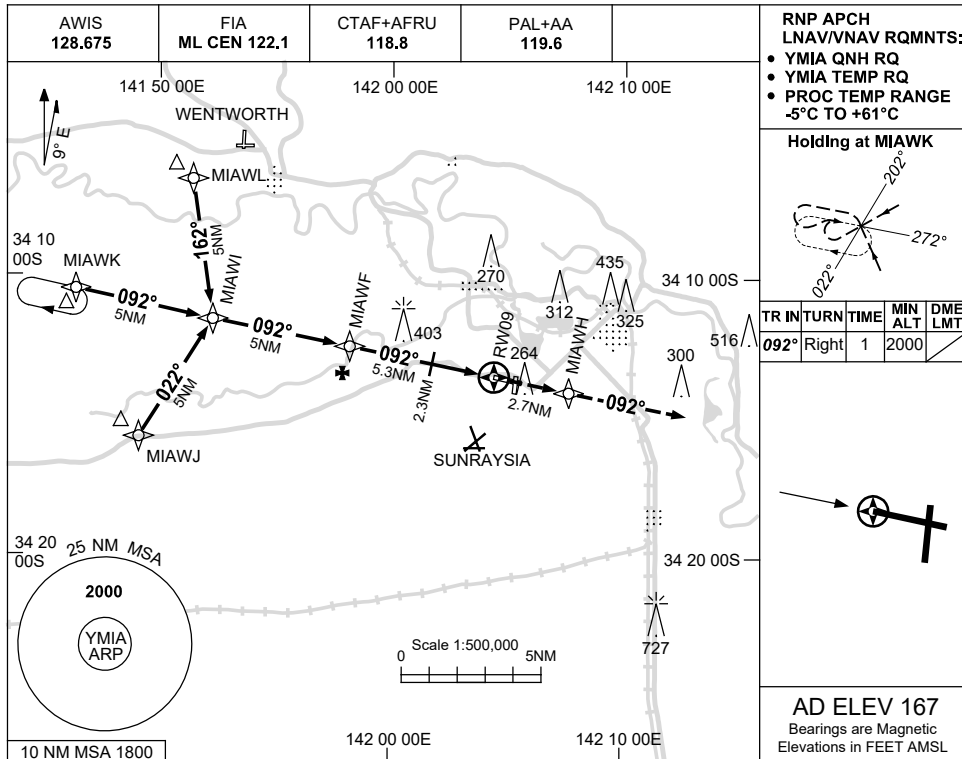 AWIS
128.675
FIA
ML CEN 122.1
CTAF+AFRU
118.8
PAL+AA
119.6
RNP APCH
LNAV/VNAV RQMNTS:
• YMIA QNH RQ
• YMIA TEMP RQ
• PROC TEMP RANGE
-5°C TO +61°C
141 50 00E
142 00 00E
142 10 00E
9° E
WENTWORTH
MIAWL
162°
5NM
34 10
00S
MIAWK
092°
5NM
MIAWI
092°
5NM
MIAWF
092°
5.3NM
403
2.3NM
270
RW09
264
2.7NM
312
435
325
MIAWH
092°
300
516
34 10 00S
022°
5NM
MIAWJ
SUNRAYSIA
Holding at MIAWK
202°
272°
022°
TR IN
TURN
TIME
MIN
ALT
DME
LMT
092°
Right
1
2000
34 20
00S
25 NM MSA
2000
YMIA
ARP
10 NM MSA 1800
Scale 1:500,000
0
5NM
34 20 00S
727
142 00 00E
142 10 00E
AD ELEV 167
Bearings are Magnetic
Elevations in FEET AMSL